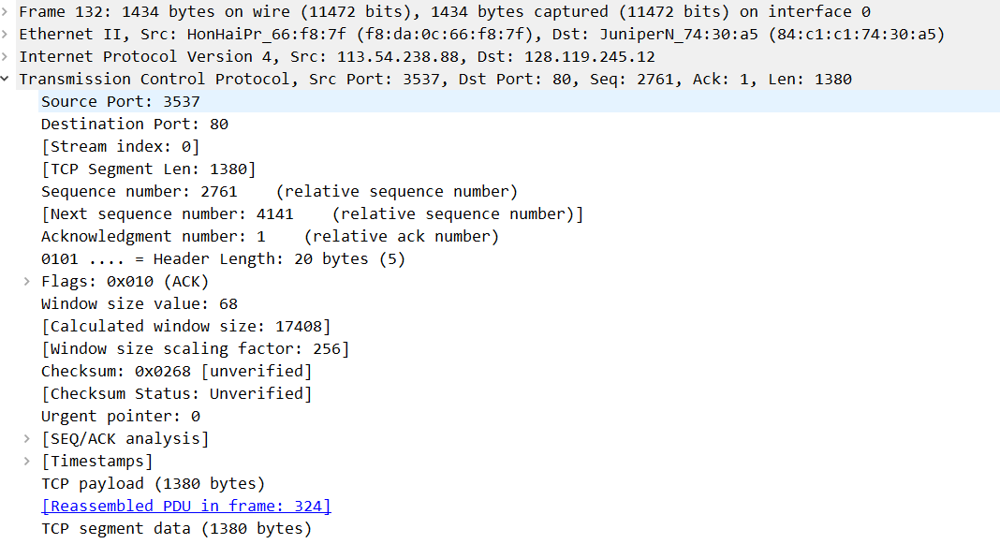 Frame 132: 1434 bytes on wire (11472 bits), 1434 bytes captured (11472 bits) on interface 0
Ethernet II, Src: HonHaiPr_66:f8:7f (f8:da:0c:66:f8:7f), Dst: JuniperN_74:30:a5 (84:c1:c1:74:30:a5)
Internet Protocol Version 4, Src: 113.54.238.88, Dst: 128.119.245.12
Transmission Control Protocol, Src Port: 3537, Dst Port: 80, Seq: 2761, Ack: 1, Len: 1380
Source Port: 3537
Destination Port: 80
[Stream index: 0]
[TCP Segment Len: 1380]
Sequence number: 2761    (relative sequence number)
[Next sequence number: 4141    (relative sequence number)]
Acknowledgment number: 1    (relative ack number)
0101 .... = Header Length: 20 bytes (5)
Flags: 0x010 (ACK)
Window size value: 68
[Calculated window size: 17408]
[Window size scaling factor: 256]
Checksum: 0x0268 [unverified]
[Checksum Status: Unverified]
Urgent pointer: 0
[SEQ/ACK analysis]
[Timestamps]
TCP payload (1380 bytes)
[Reassembled PDU in frame: 324]
TCP segment data (1380 bytes)